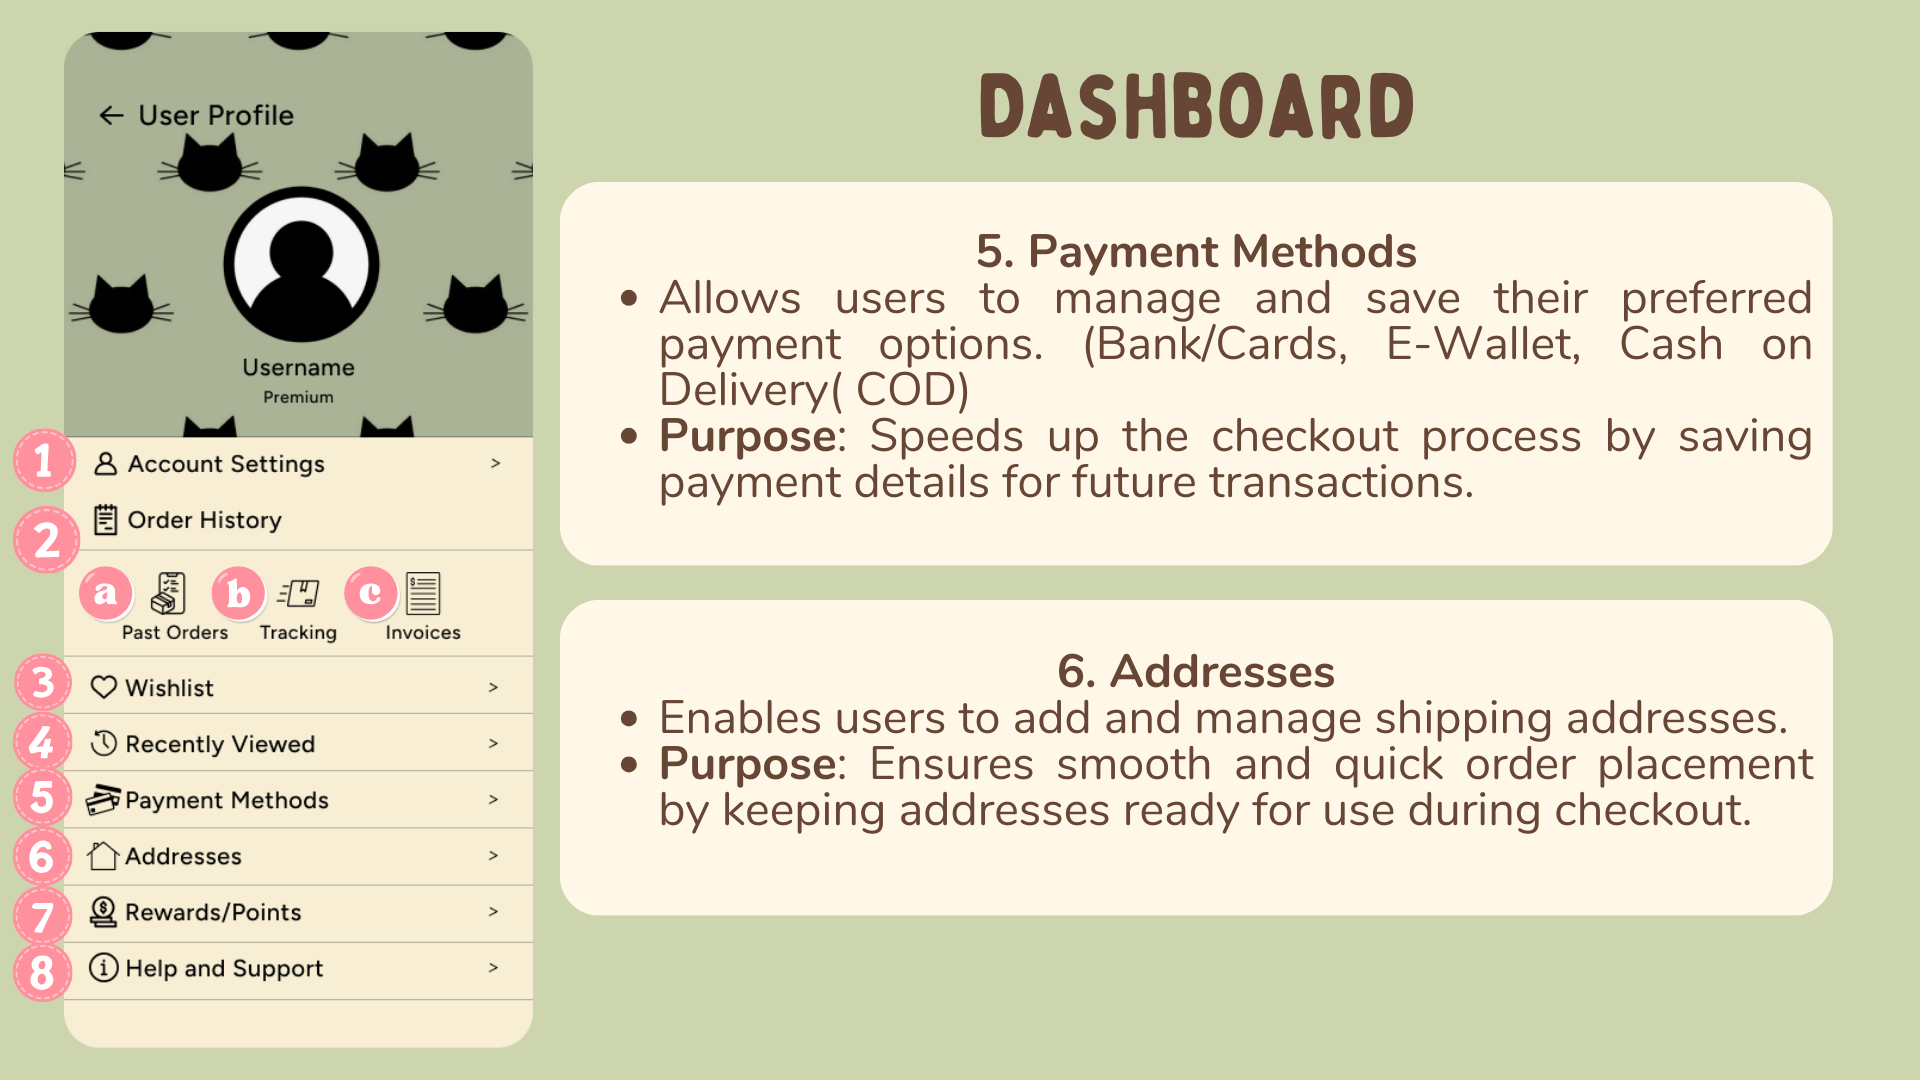 DASHBOARD
← User Profile
Username
Premium
1
Account Settings >
2
Order History
a
b
c
Past Orders
Tracking
Invoices
3
Wishlist >
4
Recently Viewed >
5
Payment Methods >
6
Addresses >
7
Rewards/Points >
8
Help and Support >
5. Payment Methods
• Allows users to manage and save their preferred
payment options. (Bank/Cards, E-Wallet, Cash on
Delivery( COD)
• Purpose: Speeds up the checkout process by saving
payment details for future transactions.
6. Addresses
• Enables users to add and manage shipping addresses.
• Purpose: Ensures smooth and quick order placement
by keeping addresses ready for use during checkout.